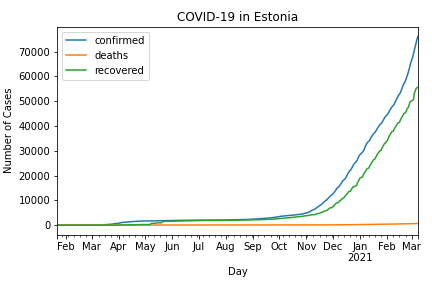 COVID-19 in Estonia
confirmed
deaths
recovered
Number of Cases
70000
60000
50000
40000
30000
20000
10000
0
Feb Mar Apr May Jun Jul Aug Sep Oct Nov Dec Jan Feb Mar
2021
Day